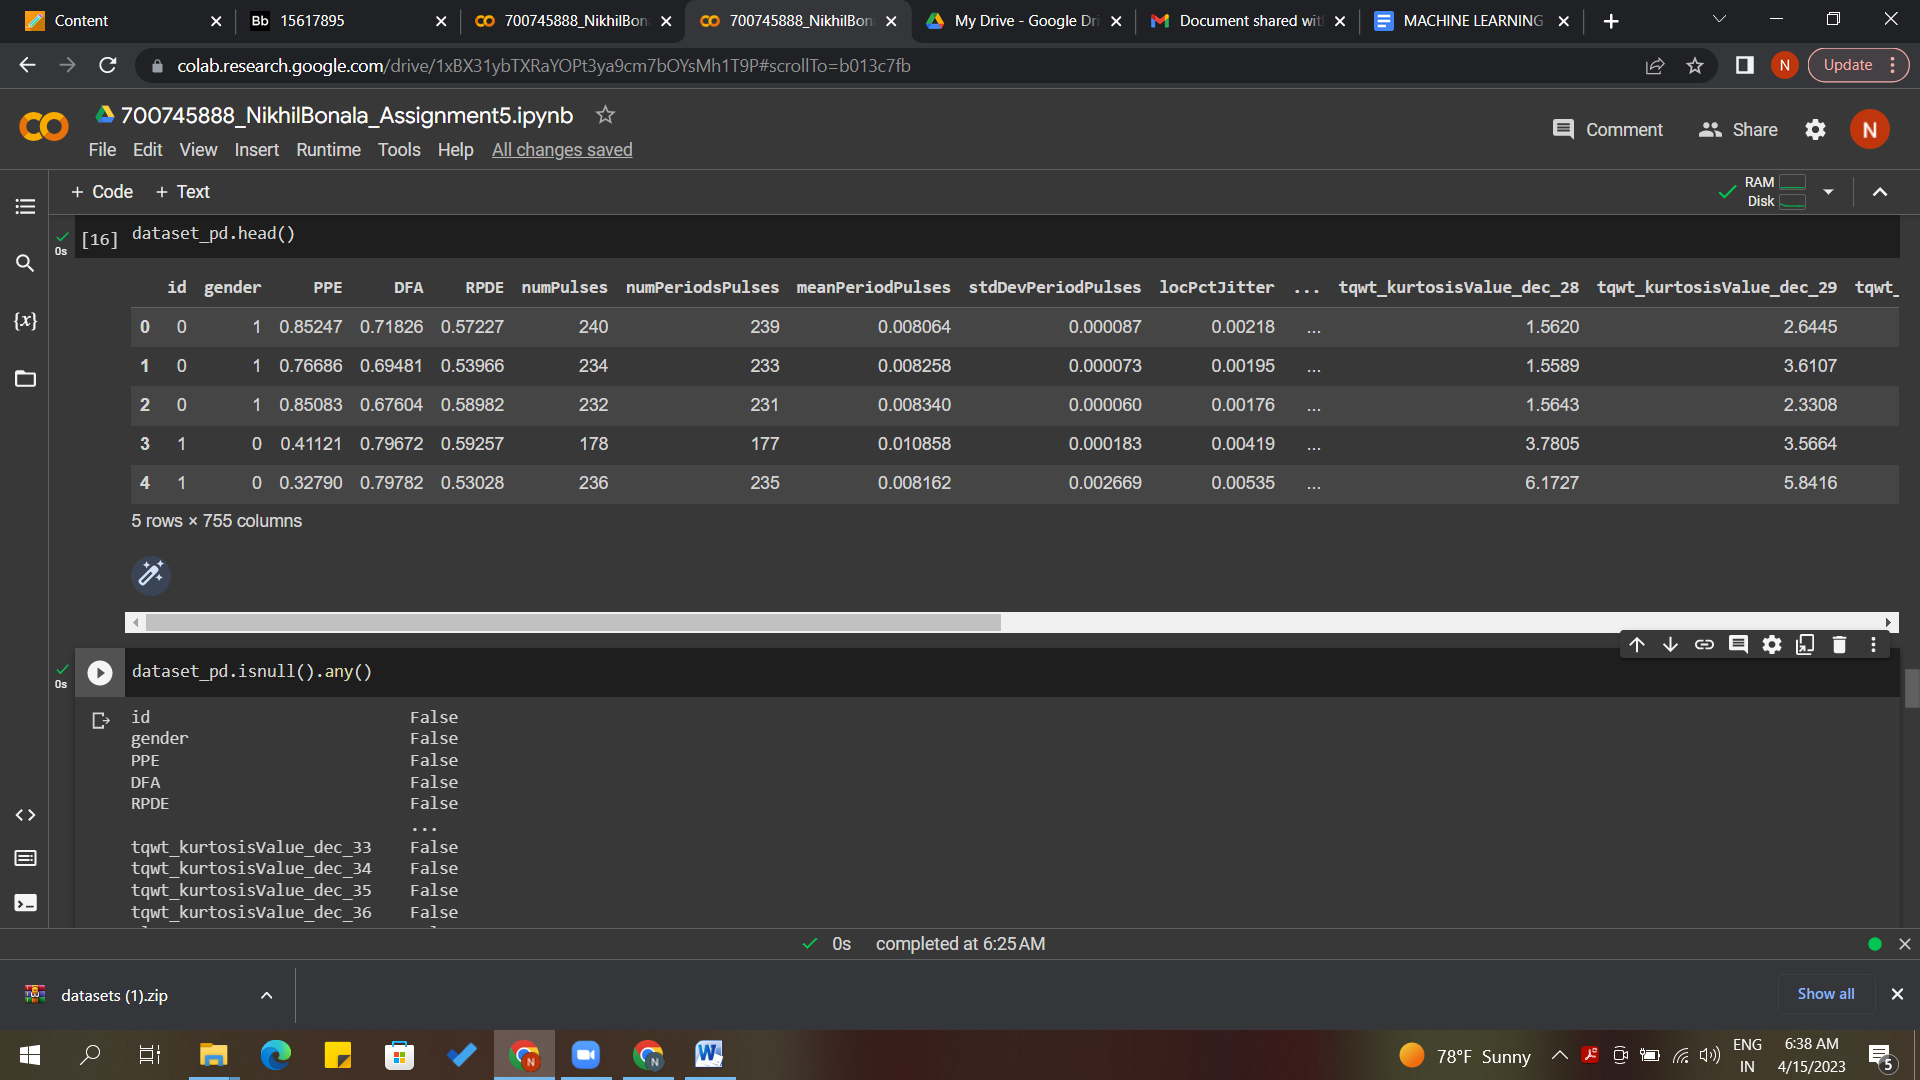 Content
Bb 15617895
700745888_NikhilBon
700745888_NikhilBon
My Drive - Google Dri
Document shared wit
MACHINE LEARNING
colab.research.google.com/drive/1xBX31ybTXRaYOPt3ya9cm7bOYsMh1T9P#scrollTo=b013c7fb
N
Update
700745888_NikhilBonala_Assignment5.ipynb
Comment
Share
N
File Edit View Insert Runtime Tools Help All changes saved
+ Code + Text
RAM
Disk
[16] dataset_pd.head()
0s
id gender PPE DFA RPDE numPulses numPeriodsPulses meanPeriodPulses stdDevPeriodPulses locPctJitter ... tqwt_kurtosisValue_dec_28 tqwt_kurtosisValue_dec_29 tqwt_
0 0 1 0.85247 0.71826 0.57227 240 239 0.008064 0.000087 0.00218 ... 1.5620 2.6445
1 0 1 0.76686 0.69481 0.53966 234 233 0.008258 0.000073 0.00195 ... 1.5589 3.6107
2 0 1 0.85083 0.67604 0.58982 232 231 0.008340 0.000060 0.00176 ... 1.5643 2.3308
3 1 0 0.41121 0.79672 0.59257 178 177 0.010858 0.000183 0.00419 ... 3.7805 3.5664
4 1 0 0.32790 0.79782 0.53028 236 235 0.008162 0.002669 0.00535 ... 6.1727 5.8416
5 rows × 755 columns
dataset_pd.isnull().any()
0s
id False
gender False
PPE False
DFA False
RPDE False
...
tqwt_kurtosisValue_dec_33 False
tqwt_kurtosisValue_dec_34 False
tqwt_kurtosisValue_dec_35 False
tqwt_kurtosisValue_dec_36 False
0s completed at 6:25 AM
datasets (1).zip
Show all
78°F Sunny
ENG
IN
6:38 AM
4/15/2023
5